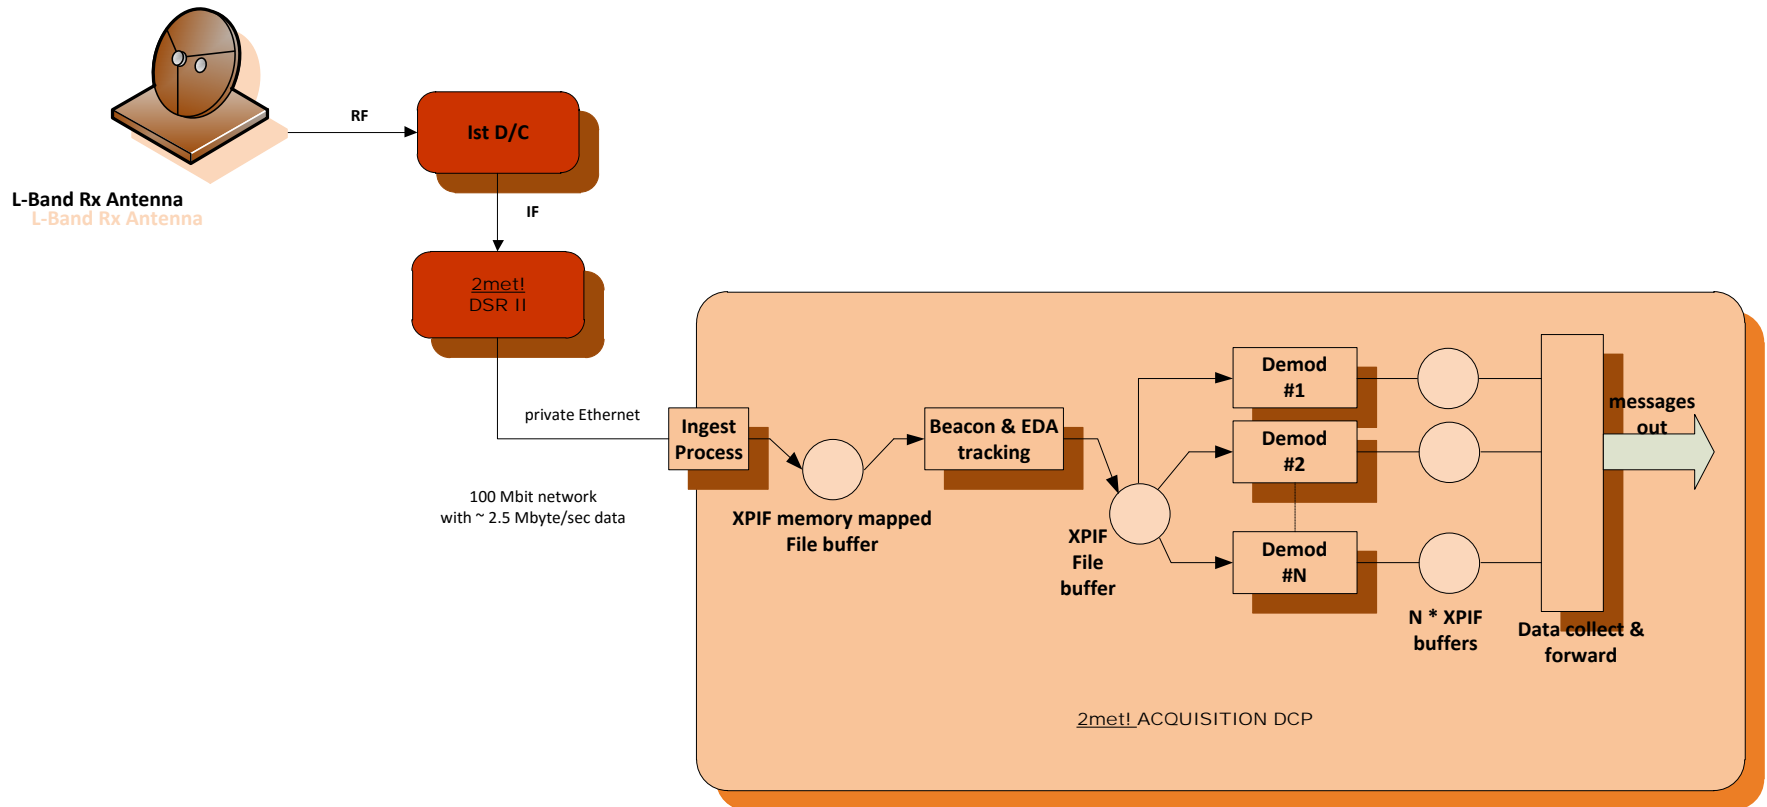 RF
Ist D/C
L-Band Rx Antenna
L-Band Rx Antenna
IF
2met!
DSR II
private Ethernet
100 Mbit network
with ~ 2.5 Mbyte/sec data
Ingest
Process
XPIF memory mapped
File buffer
Beacon & EDA
tracking
XPIF
File
buffer
Demod
#1
Demod
#2
Demod
#N
N * XPIF
buffers
Data collect &
forward
messages
out
2met! ACQUISITION DCP